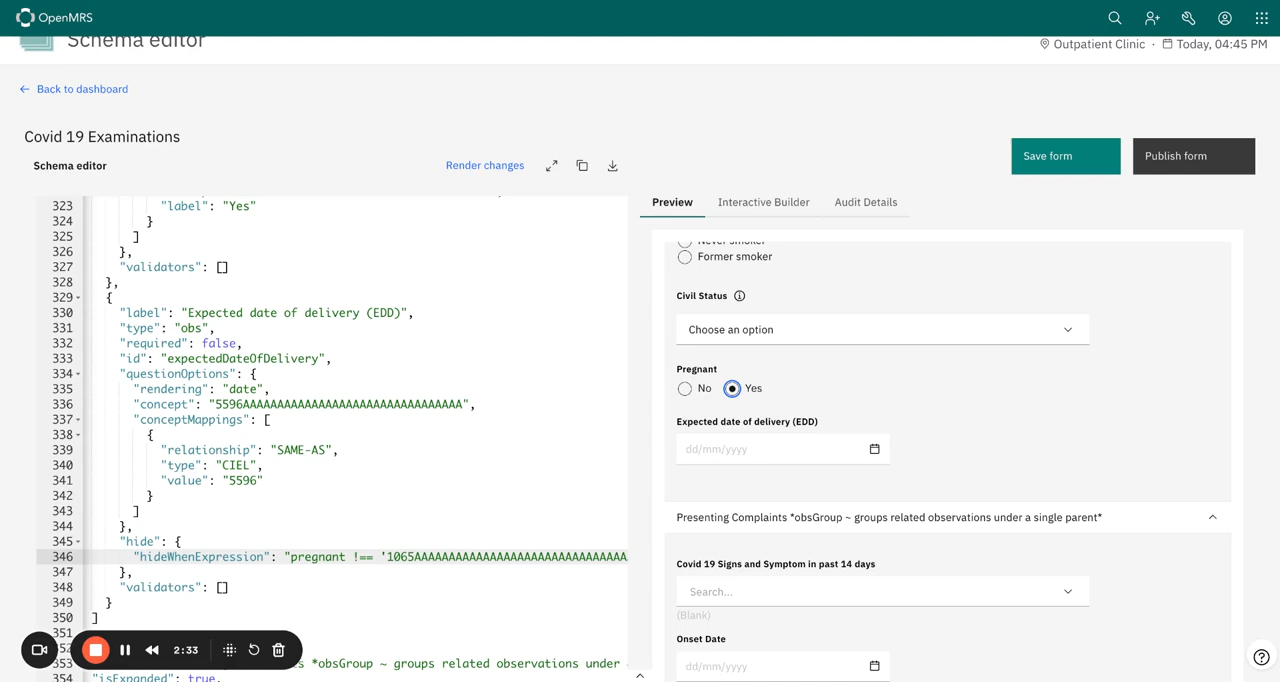 OpenMRS
Schema editor
Outpatient Clinic · Today, 04:45 PM
← Back to dashboard
Covid 19 Examinations
Schema editor
Render changes
Save form
Publish form
323 "label": "Yes"
324 }
325 ]
326 },
327 "validators": []
328 },
329 {
330 "label": "Expected date of delivery (EDD)",
331 "type": "obs",
332 "required": false,
333 "id": "expectedDateOfDelivery",
334 "questionOptions": {
335 "rendering": "date",
336 "concept": "5596AAAAAAAAAAAAAAAAAAAAAAAAAAAAAAAA",
337 "conceptMappings": [
338 {
339 "relationship": "SAME-AS",
340 "type": "CIEL",
341 "value": "5596"
342 }
343 ]
344 },
345 "hide": {
346 "hideWhenExpression": "pregnant !== '1065AAAAAAAAAAAAAAAAAAAAAAAAAAAAAAA
347 },
348 "validators": []
349 }
350 ]
351
353 s *obsGroup ~ groups related observations under
354 "isExpanded": true,
2:33
Preview
Interactive Builder
Audit Details
Never smoker
Former smoker
Civil Status
Choose an option
Pregnant
No
Yes
Expected date of delivery (EDD)
dd/mm/yyyy
Presenting Complaints *obsGroup ~ groups related observations under a single parent*
Covid 19 Signs and Symptom in past 14 days
Search...
(Blank)
Onset Date
dd/mm/yyyy